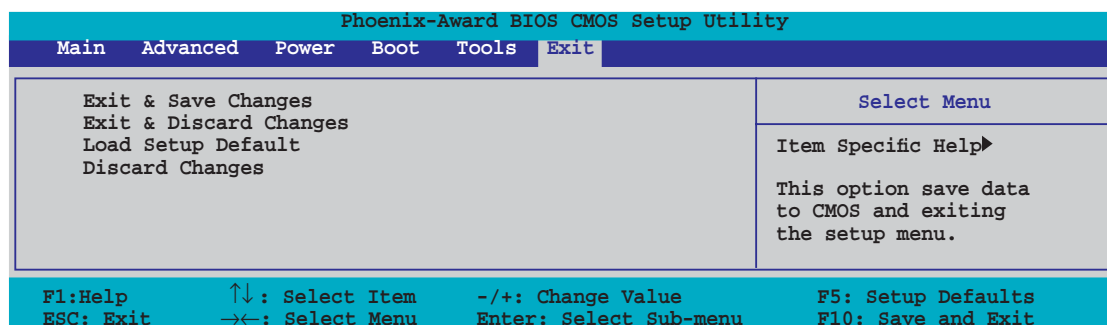 Phoenix-Award BIOS CMOS Setup Utility
Main Advanced Power Boot Tools Exit
Exit & Save Changes
Exit & Discard Changes
Load Setup Default
Discard Changes
Select Menu
Item Specific Help▶
This option save data
to CMOS and exiting
the setup menu.
F1:Help ↑↓: Select Item -/+: Change Value F5: Setup Defaults
ESC: Exit →←: Select Menu Enter: Select Sub-menu F10: Save and Exit